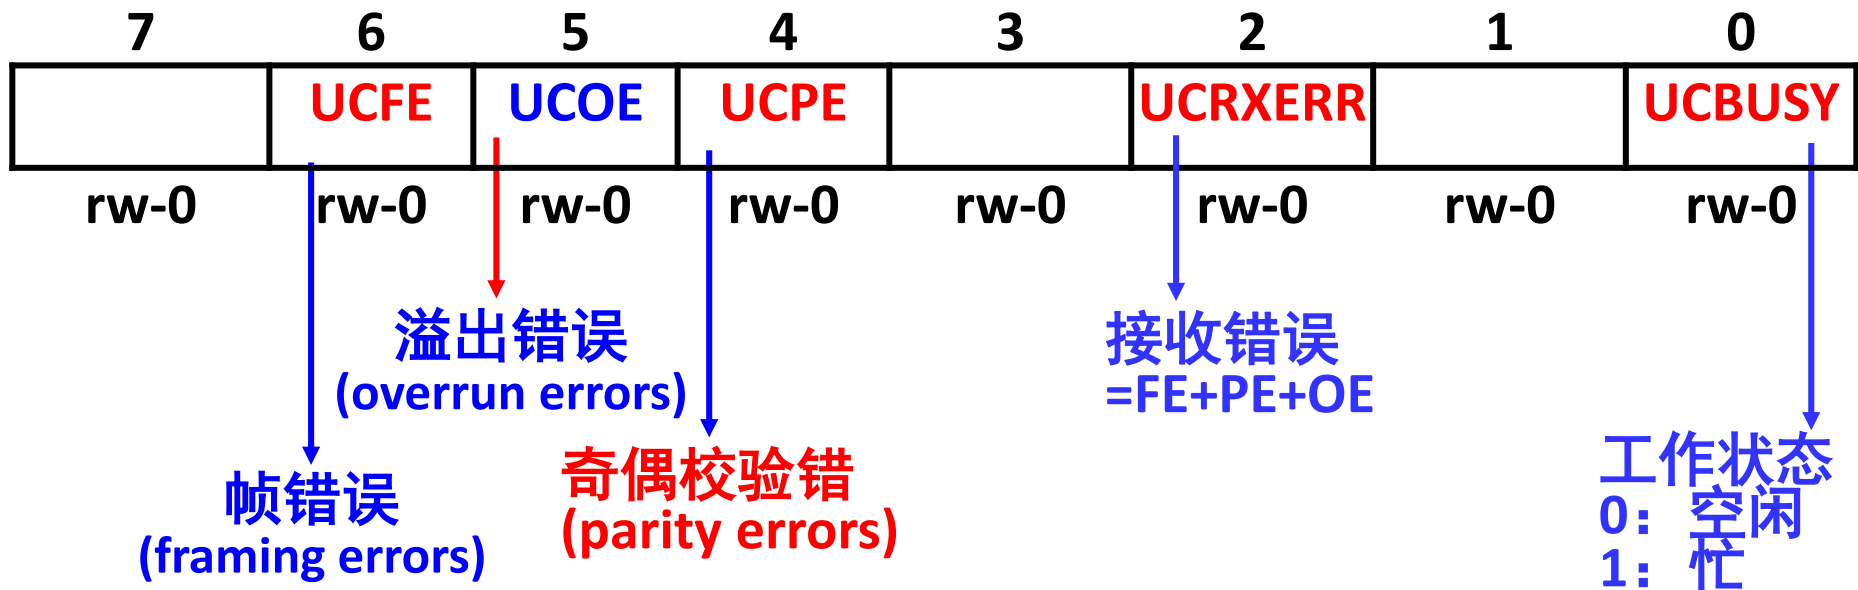 7 6 5 4 3 2 1 0
UCFE UCOE UCPE UCRXERR UCBUSY
rw-0 rw-0 rw-0 rw-0 rw-0 rw-0 rw-0 rw-0
溢出错误
(overrun errors)
接收错误
=FE+PE+OE
帧错误
(framing errors)
奇偶校验错
(parity errors)
工作状态
0：空闲
1：忙